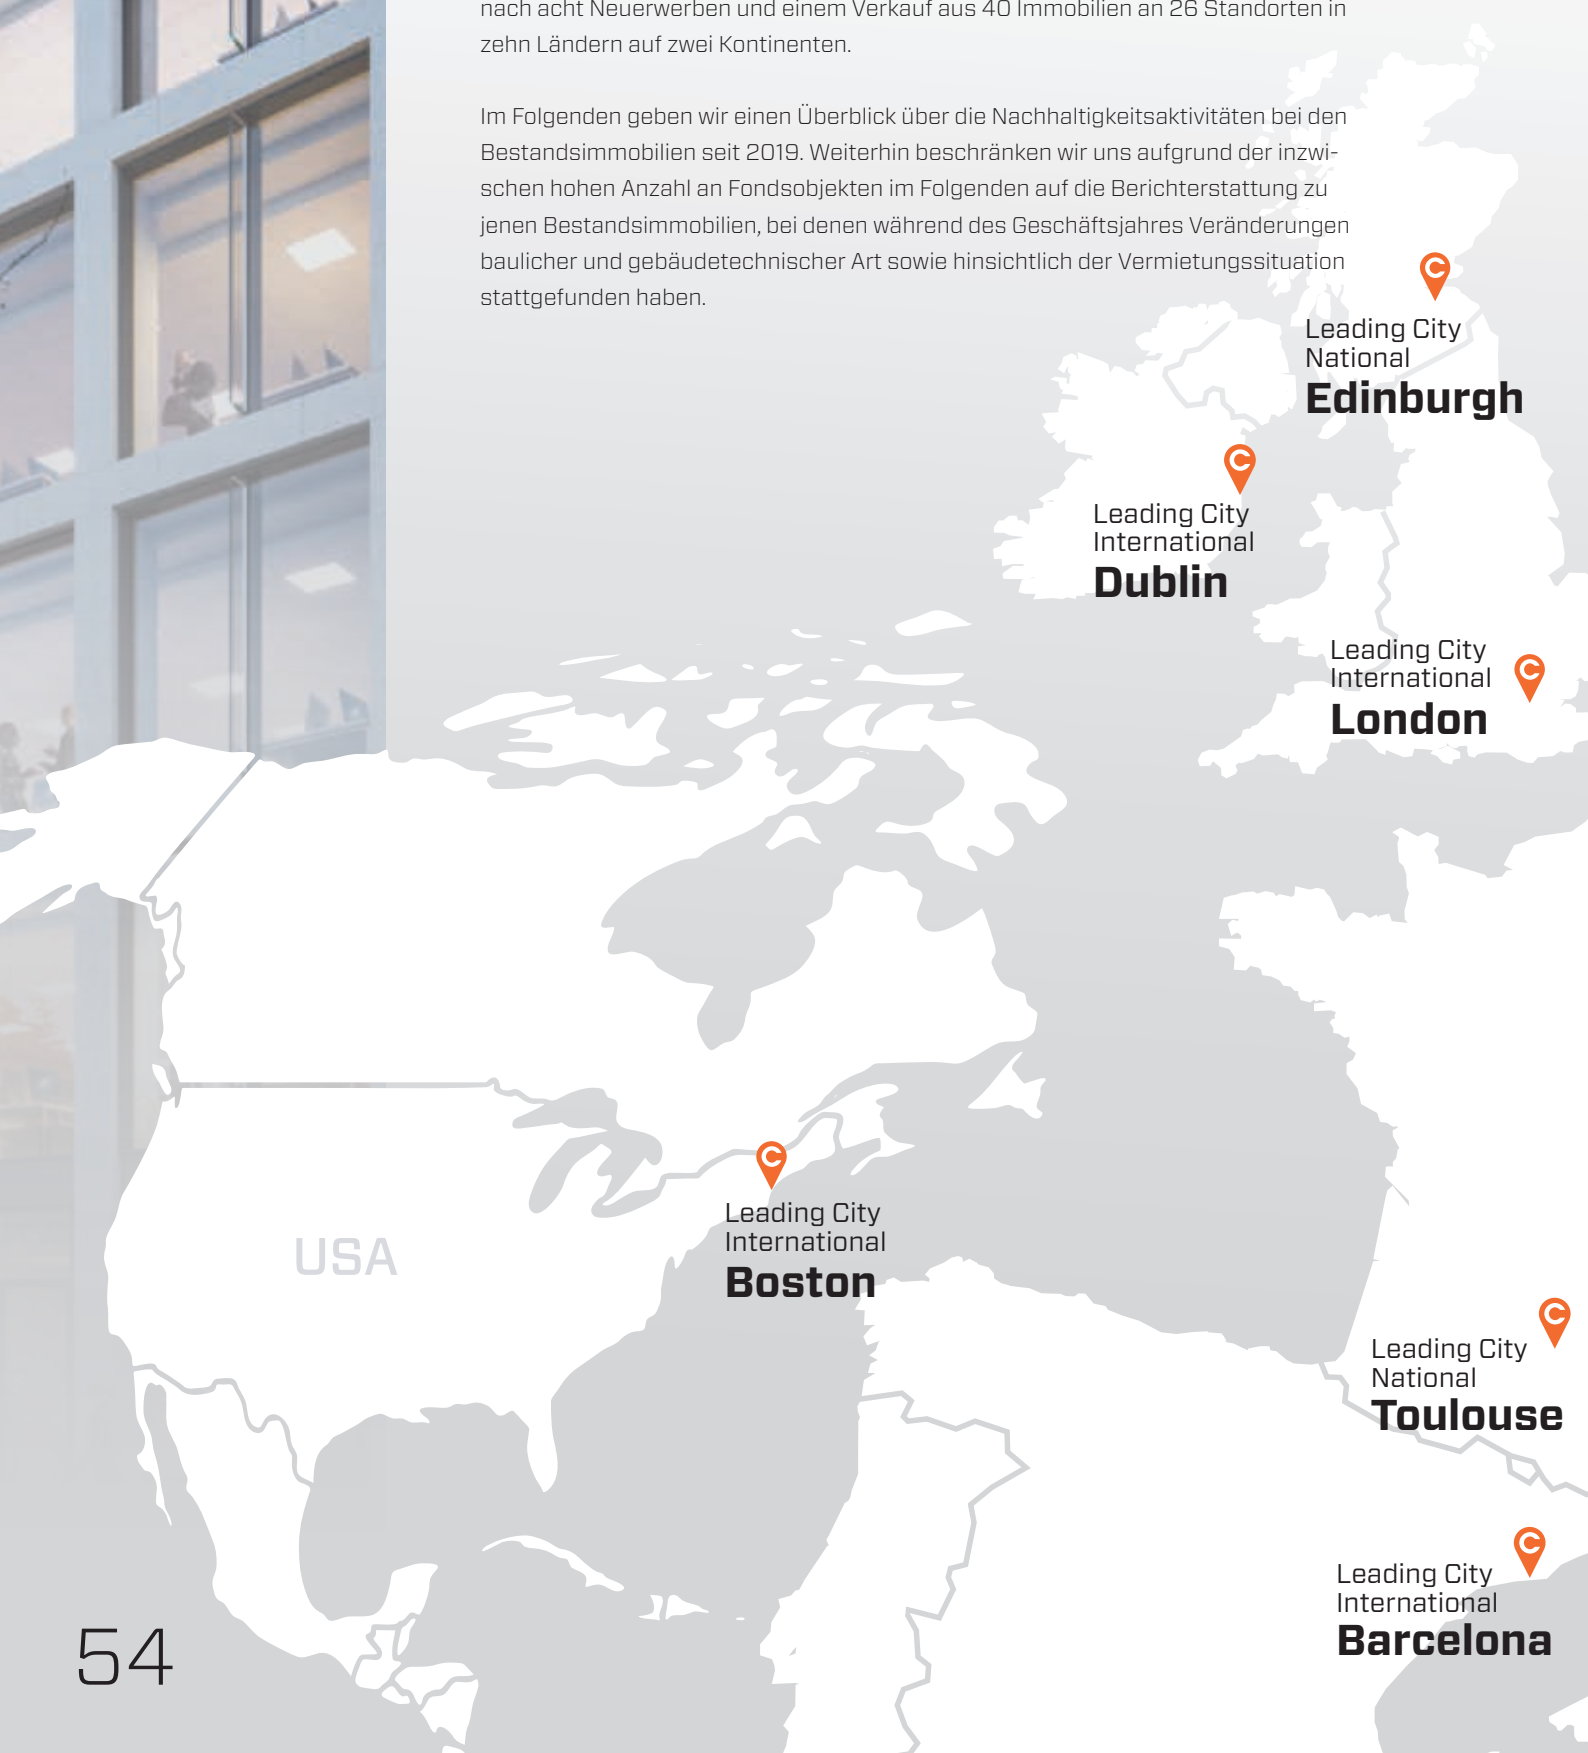 nach acht Neuerwerben und einem Verkauf aus 40 Immobilien an 26 Standorten in
zehn Ländern auf zwei Kontinenten.
Im Folgenden geben wir einen Überblick über die Nachhaltigkeitsaktivitäten bei den
Bestandsimmobilien seit 2019. Weiterhin beschränken wir uns aufgrund der inzwi-
schen hohen Anzahl an Fondsobjekten im Folgenden auf die Berichterstattung zu
jenen Bestandsimmobilien, bei denen während des Geschäftsjahres Veränderungen
baulicher und gebäudetechnischer Art sowie hinsichtlich der Vermietungssituation
stattgefunden haben.
Leading City
National
Edinburgh
Leading City
International
Dublin
Leading City
International
London
Leading City
International
Boston
USA
Leading City
National
Toulouse
Leading City
International
Barcelona
54